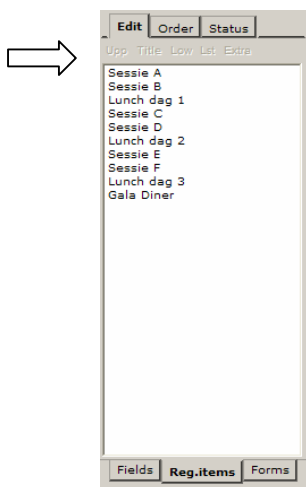 Edit Order Status
Upp Title Low Lst Extra
Sessie A
Sessie B
Lunch dag 1
Sessie C
Sessie D
Lunch dag 2
Sessie E
Sessie F
Lunch dag 3
Gala Diner
Fields Reg.items Forms